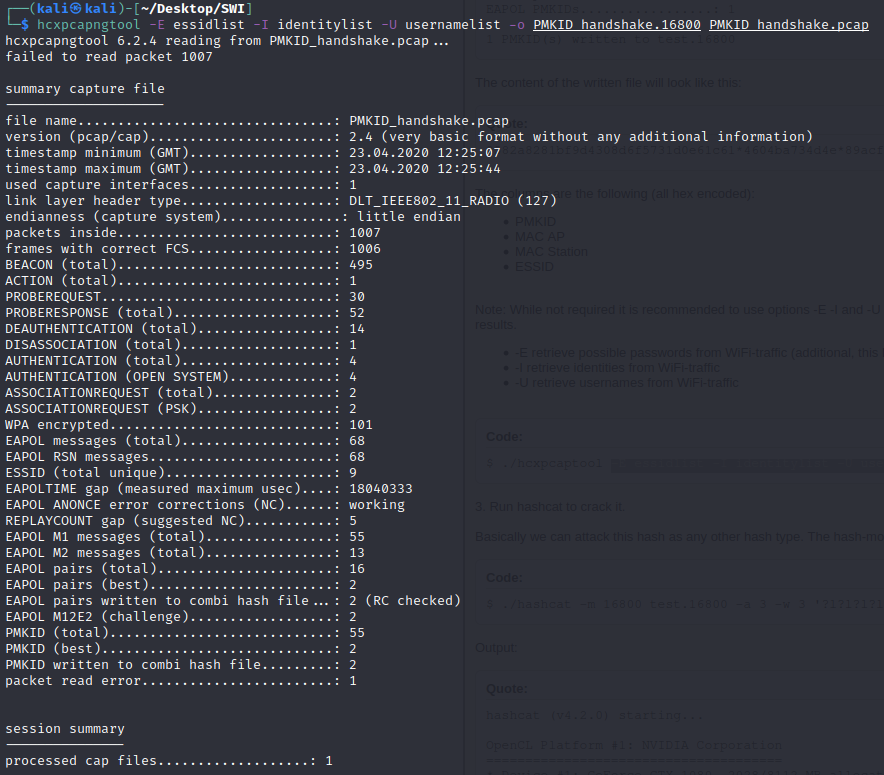 ┌──(kali㉿kali)-[~/Desktop/SWI]
└─$ hcxpcapngtool -E essidlist -I identitylist -U usernamelist -o PMKID_handshake.16800 PMKID_handshake.pcap
hcxpcapngtool 6.2.4 reading from PMKID_handshake.pcap...
failed to read packet 1007
summary capture file
--------------------
file name................................: PMKID_handshake.pcap
version (pcap/cap).......................: 2.4 (very basic format without any additional information)
timestamp minimum (GMT)..................: 23.04.2020 12:25:07
timestamp maximum (GMT)..................: 23.04.2020 12:25:44
used capture interfaces..................: 1
link layer header type...................: DLT_IEEE802_11_RADIO (127)
endianness (capture system)...............: little endian
packets inside...........................: 1007
frames with correct FCS..................: 1006
BEACON (total)...........................: 495
ACTION (total)...........................: 1
PROBEREQUEST.............................: 30
PROBERESPONSE (total)....................: 52
DEAUTHENTICATION (total).................: 14
DISASSOCIATION (total)...................: 1
AUTHENTICATION (total)...................: 4
AUTHENTICATION (OPEN SYSTEM).............: 4
ASSOCIATIONREQUEST (total)...............: 2
ASSOCIATIONREQUEST (PSK).................: 2
WPA encrypted............................: 101
EAPOL messages (total)...................: 68
EAPOL RSN messages.......................: 68
ESSID (total unique).....................: 9
EAPOLTIME gap (measured maximum usec)....: 18040333
EAPOL ANONCE error corrections (NC)......: working
REPLAYCOUNT gap (suggested NC)...........: 5
EAPOL M1 messages (total)................: 55
EAPOL M2 messages (total)................: 13
EAPOL pairs (total)......................: 16
EAPOL pairs (best).......................: 2
EAPOL pairs written to combi hash file...: 2 (RC checked)
EAPOL M12E2 (challenge)..................: 2
PMKID (total)............................: 55
PMKID (best).............................: 2
PMKID written to combi hash file.........: 2
packet read error........................: 1
session summary
---------------
processed cap files...................: 1
The content of the written file will look like this:
Quote:
The columns are the following (all hex encoded):
PMKID
MAC AP
MAC Station
ESSID
Note: While not required it is recommended to use options -E -I and -U
results.
-E retrieve possible passwords from WiFi-traffic (additional, this
-I retrieve identities from WiFi-traffic
-U retrieve usernames from WiFi-traffic
Code:
3. Run hashcat to crack it.
Basically we can attack this hash as any other hash type. The hash-mo
Code:
Output:
Quote:
hashcat (v4.2.0) starting...
OpenCL Platform #1: NVIDIA Corporation